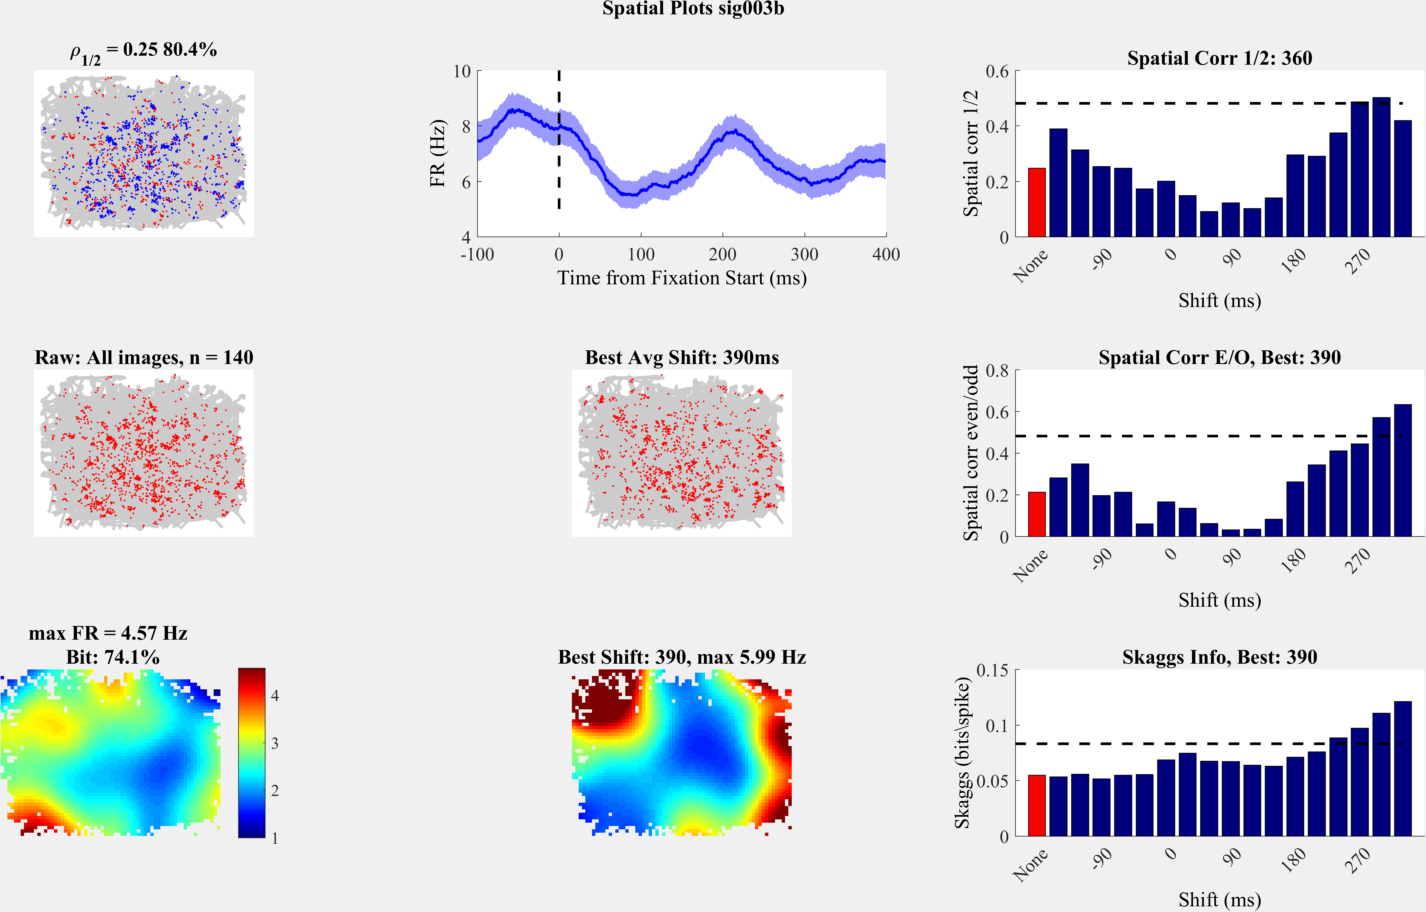 Spatial Plots sig003b
ρ1/2 = 0.25 80.4%
10
8
6
4
FR (Hz)
-100 0 100 200 300 400
Time from Fixation Start (ms)
Spatial Corr 1/2: 360
0.6
0.4
0.2
0
Spatial corr 1/2
None -90 0 90 180 270
Shift (ms)
Raw: All images, n = 140
Best Avg Shift: 390ms
Spatial Corr E/O, Best: 390
0.8
0.6
0.4
0.2
0
Spatial corr even/odd
None -90 0 90 180 270
Shift (ms)
max FR = 4.57 Hz
Bit: 74.1%
4
3
2
1
Best Shift: 390, max 5.99 Hz
Skaggs Info, Best: 390
0.15
0.1
0.05
0
Skaggs (bits\spike)
None -90 0 90 180 270
Shift (ms)